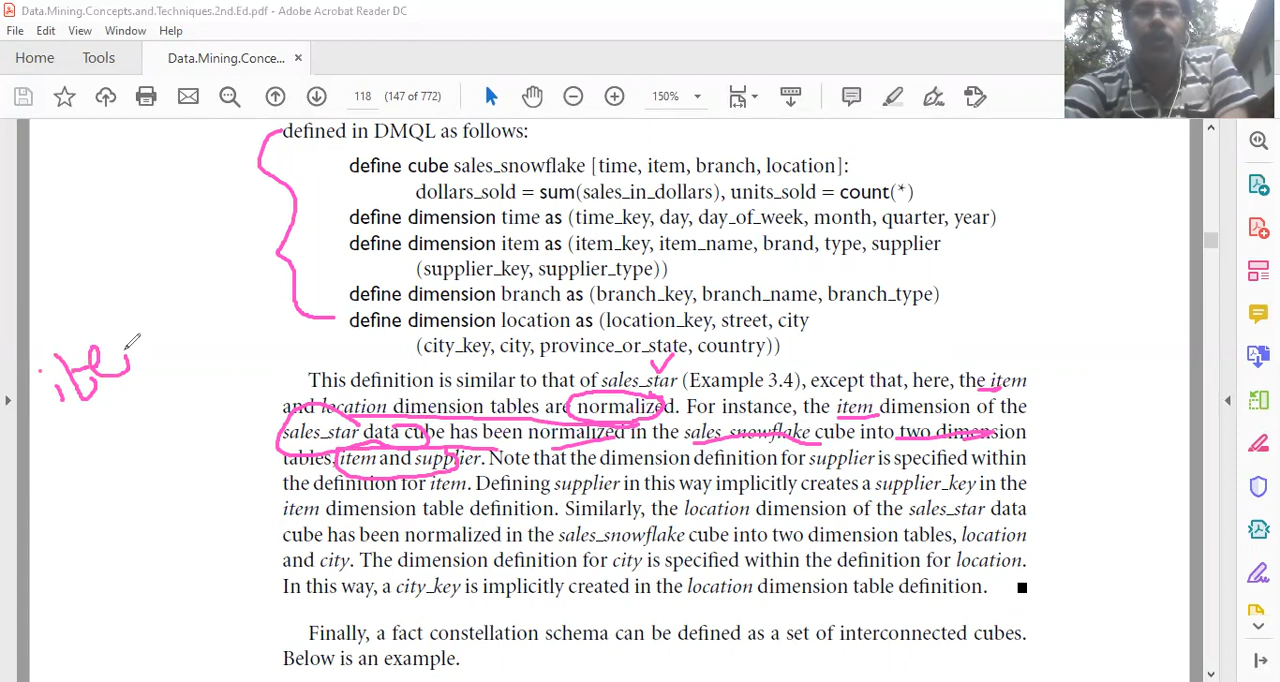 Data.Mining.Concepts.and.Techniques.2nd.Ed.pdf - Adobe Acrobat Reader DC
File Edit View Window Help
Home Tools Data.Mining.Conce... ×
118 (147 of 772) 150%
defined in DMQL as follows:
define cube sales_snowflake [time, item, branch, location]:
dollars_sold = sum(sales_in_dollars), units_sold = count(*)
define dimension time as (time_key, day, day_of_week, month, quarter, year)
define dimension item as (item_key, item_name, brand, type, supplier
(supplier_key, supplier_type))
define dimension branch as (branch_key, branch_name, branch_type)
define dimension location as (location_key, street, city
(city_key, city, province_or_state, country))
This definition is similar to that of sales_star (Example 3.4), except that, here, the item
and location dimension tables are normalized. For instance, the item dimension of the
sales_star data cube has been normalized in the sales_snowflake cube into two dimension
tables, item and supplier. Note that the dimension definition for supplier is specified within
the definition for item. Defining supplier in this way implicitly creates a supplier_key in the
item dimension table definition. Similarly, the location dimension of the sales_star data
cube has been normalized in the sales_snowflake cube into two dimension tables, location
and city. The dimension definition for city is specified within the definition for location.
In this way, a city_key is implicitly created in the location dimension table definition.
Finally, a fact constellation schema can be defined as a set of interconnected cubes.
Below is an example.